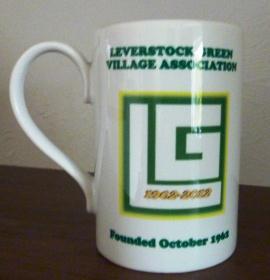 LEVERSTOCK GREEN
VILLAGE ASSOCIATION
LG
1962-2012
Founded October 1962